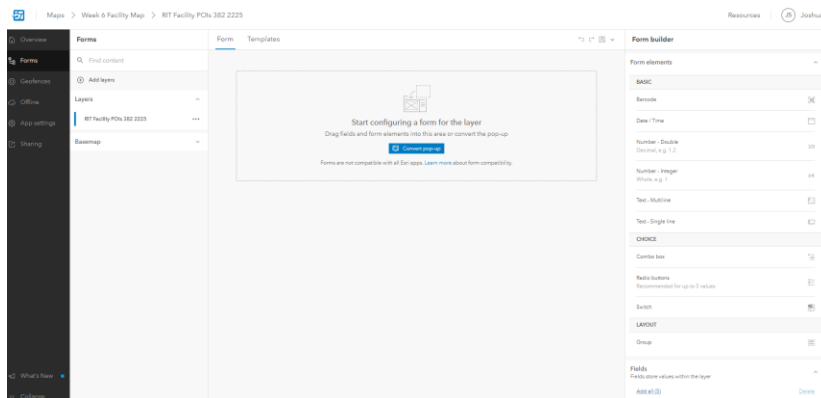 Maps > Week 6 Facility Map > RIT Facility POIs 382 2225
Resources
JS Joshua
Overview
Forms
Geofences
Offline
App settings
Sharing
What's New
Collapse
Forms
Find content
Add layers
Layers
RIT Facility POIs 382 2225
Basemap
Form Templates
Start configuring a form for the layer
Drag fields and form elements into this area or convert the pop-up
Convert pop-up
Forms are not compatible with all Esri apps. Learn more about form compatibility.
Form builder
Form elements
BASIC
Barcode
Date / Time
Number - Double
Decimal, e.g. 1.2
Number - Integer
Whole, e.g. 1
Text - Multiline
Text - Single line
CHOICE
Combo box
Radio buttons
Recommended for up to 5 values
Switch
LAYOUT
Group
Fields
Fields store values within the layer
Delete